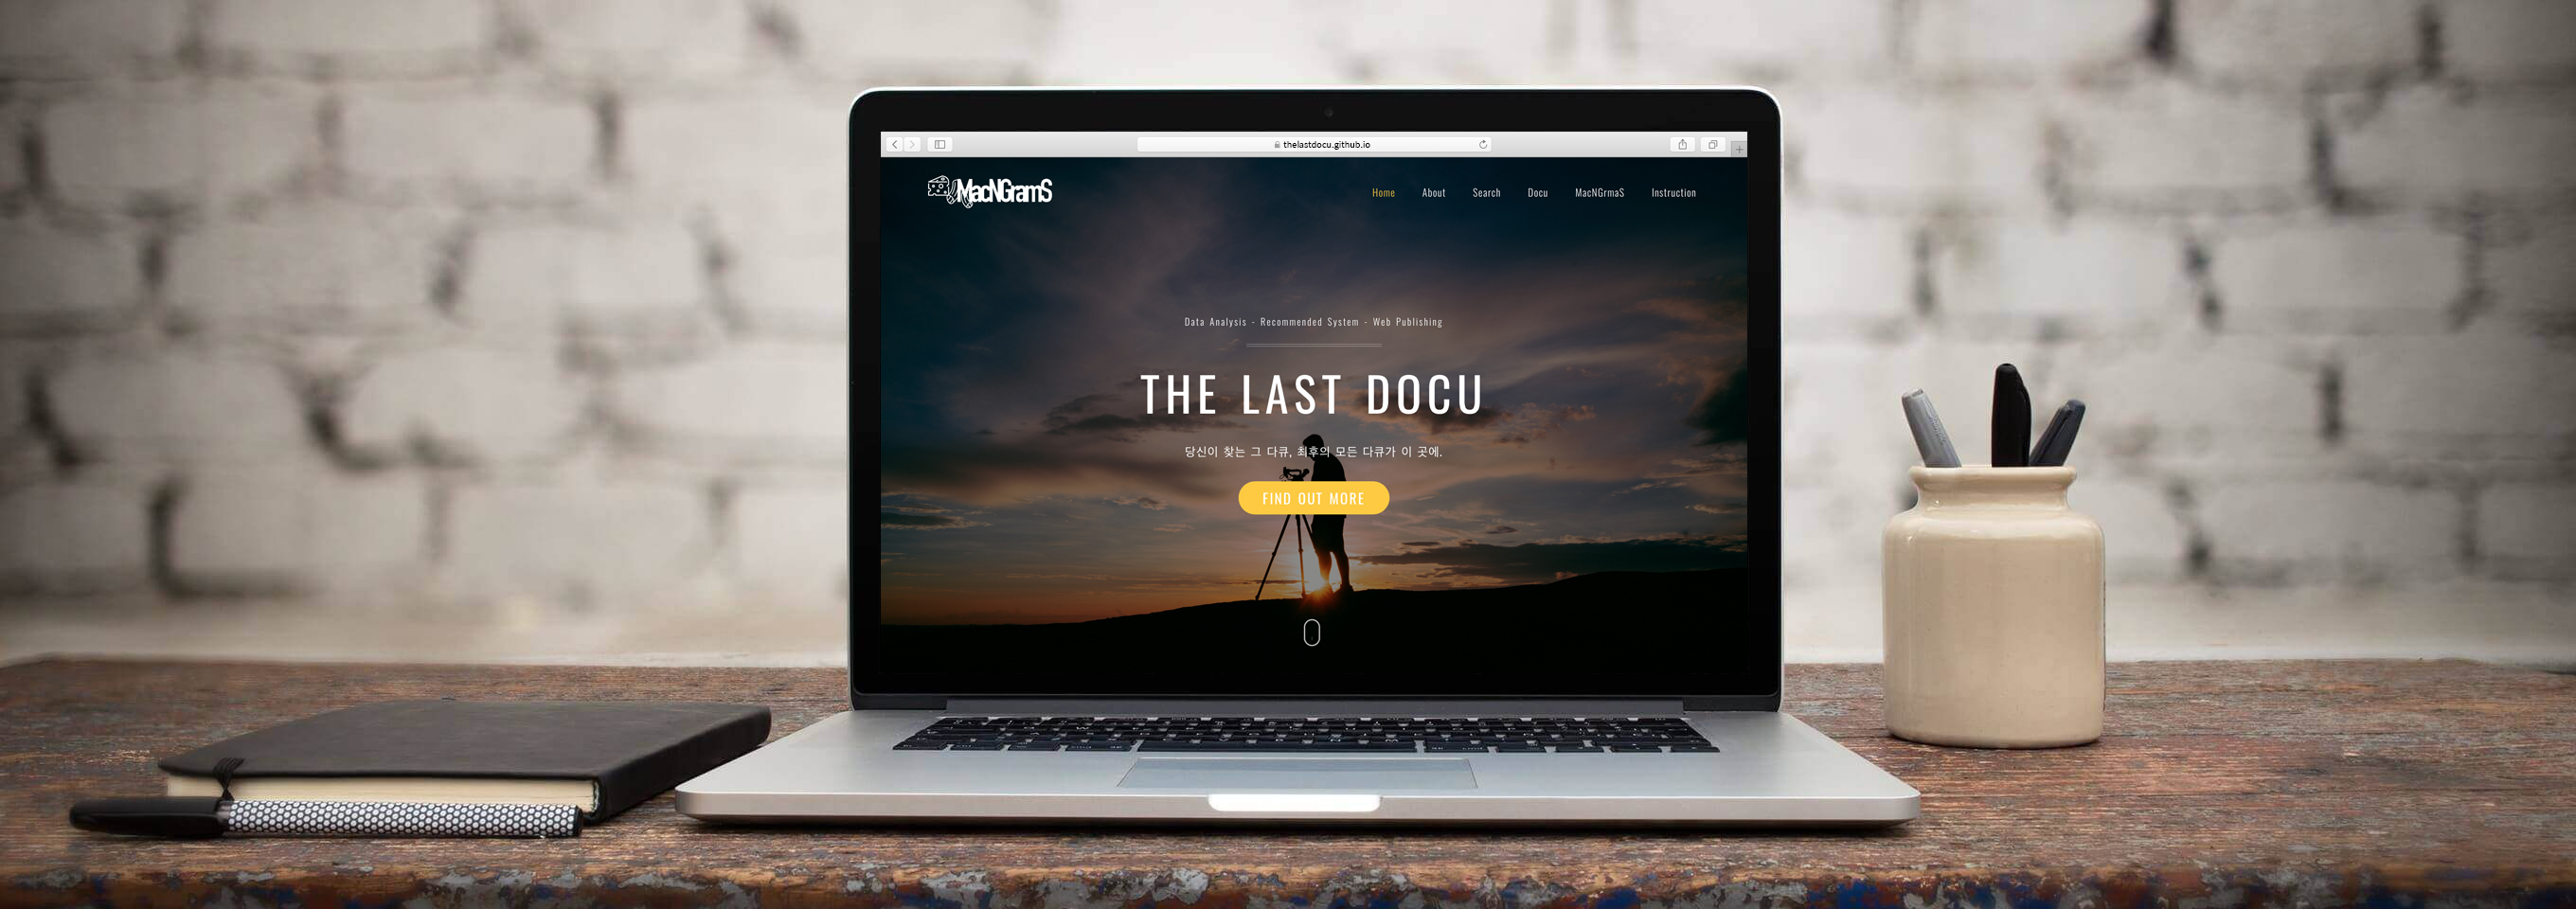 thelastdocu.github.io
MacNGramS
Home About Search Docu MacNGrmaS Instruction
Data Analysis - Recommended System - Web Publishing
THE LAST DOCU
당신이 찾는 그 다큐, 최후의 모든 다큐가 이 곳에.
FIND OUT MORE